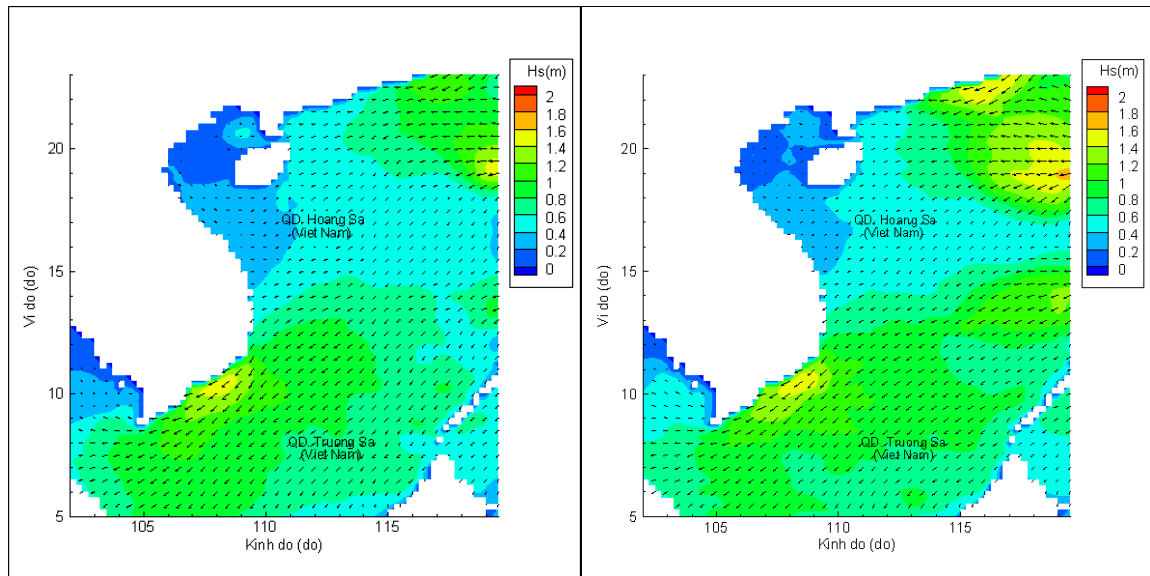 Hs(m)
2
1.8
1.6
1.4
1.2
1
0.8
0.6
0.4
0.2
0
20
15
10
5
Vi do (do)
105
110
115
Kinh do (do)
QD. Hoang Sa
(Viet Nam)
QD. Truong Sa
(Viet Nam)
Hs(m)
2
1.8
1.6
1.4
1.2
1
0.8
0.6
0.4
0.2
0
20
15
10
5
Vi do (do)
105
110
115
Kinh do (do)
QD. Hoang Sa
(Viet Nam)
QD. Truong Sa
(Viet Nam)